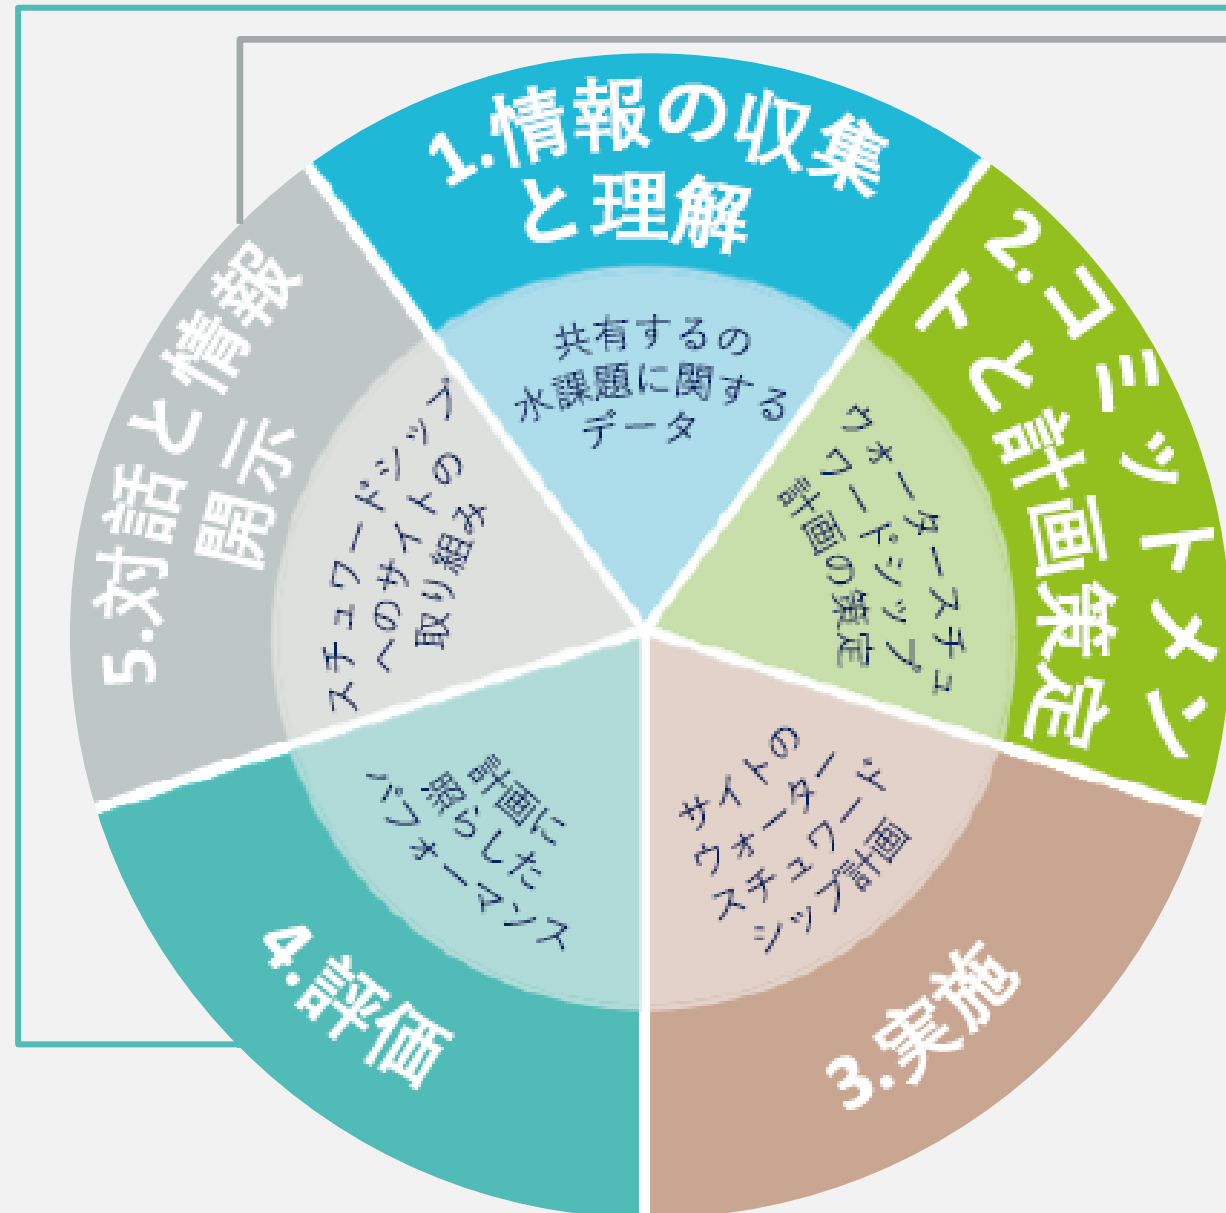 1.情報の収集
と理解
共有するの
水課題に関する
データ
2.コミットメン
トと計画策定
ウォータースチュ
ワードシップ
計画の策定
3.実施
サイトの
ウォーター
スチュワード
シップ計画
4.評価
計画に
照らした
パフォーマンス
5.対話と情報
開示
スチュワードシップ
へのサイトの
取り組み